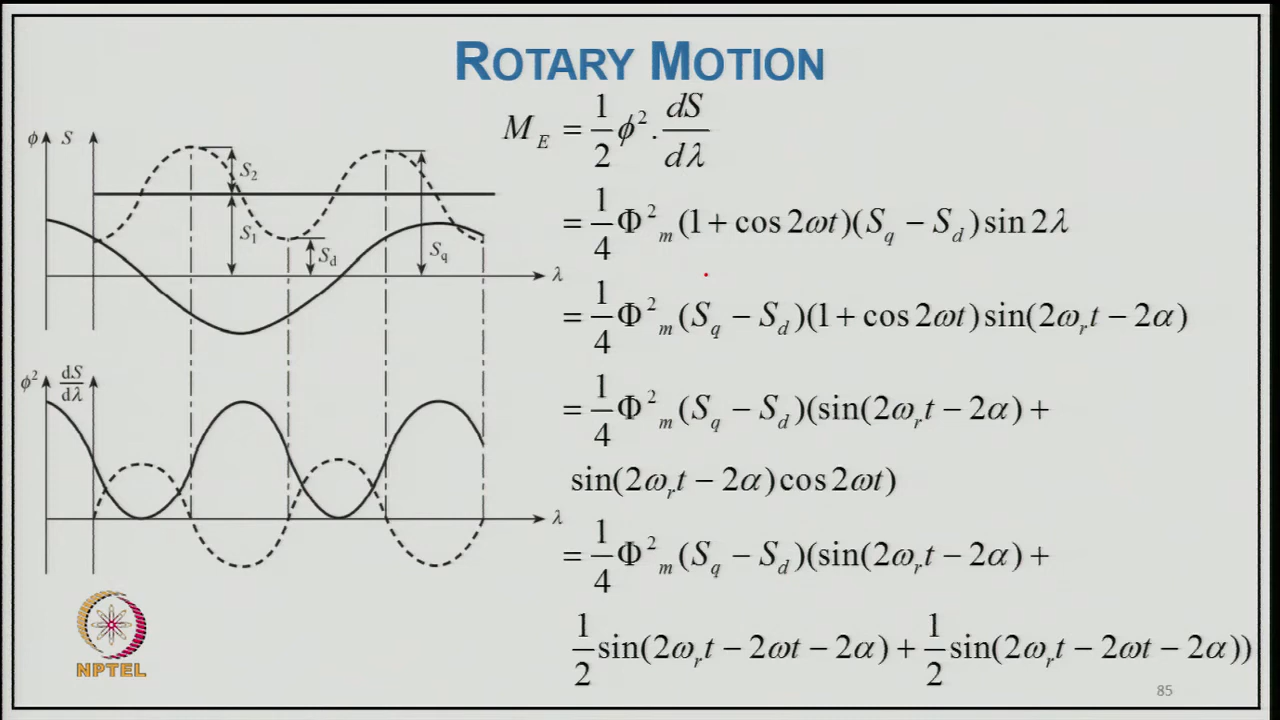 ROTARY MOTION
ϕ S
S₂
S₁
S_d
S_q
λ
ϕ² dS/dλ
λ
M_E = 1/2 ϕ² . dS/dλ
= 1/4 Φ²_m (1 + cos 2ωt)(S_q − S_d) sin 2λ
= 1/4 Φ²_m (S_q − S_d)(1 + cos 2ωt) sin(2ω_r t − 2α)
= 1/4 Φ²_m (S_q − S_d)(sin(2ω_r t − 2α) +
sin(2ω_r t − 2α) cos 2ωt)
= 1/4 Φ²_m (S_q − S_d)(sin(2ω_r t − 2α) +
1/2 sin(2ω_r t − 2ωt − 2α) + 1/2 sin(2ω_r t − 2ωt − 2α))
NPTEL
85